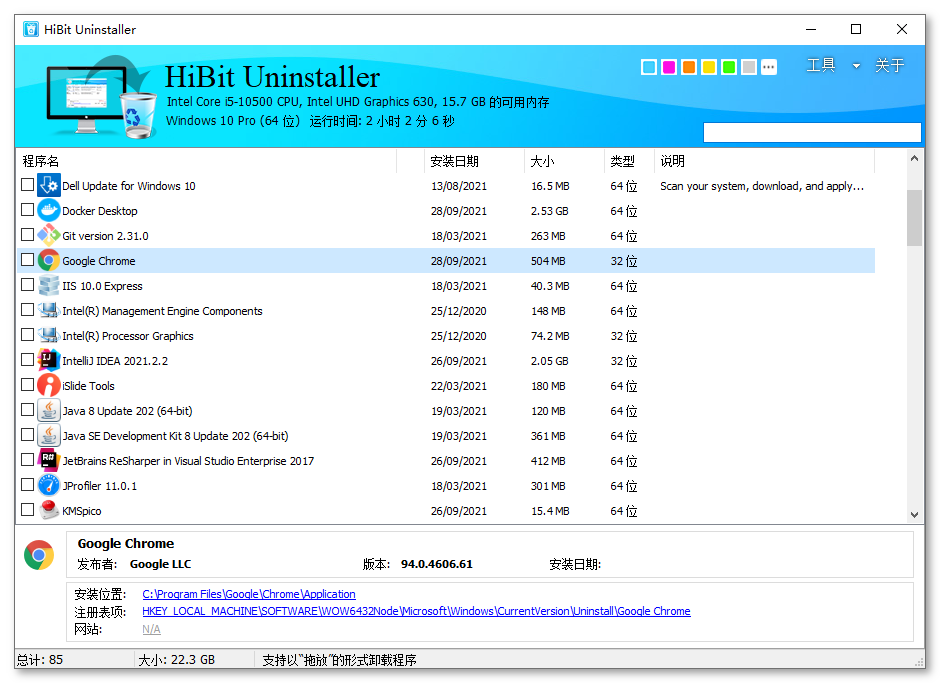 HiBit Uninstaller
HiBit Uninstaller
工具 关于
Intel Core i5-10500 CPU, Intel UHD Graphics 630, 15.7 GB 的可用内存
Windows 10 Pro (64 位) 运行时间: 2 小时 2 分 6 秒
程序名 安装日期 大小 类型 说明
Dell Update for Windows 10 13/08/2021 16.5 MB 64 位 Scan your system, download, and apply...
Docker Desktop 28/09/2021 2.53 GB 64 位
Git version 2.31.0 18/03/2021 263 MB 64 位
Google Chrome 28/09/2021 504 MB 32 位
IIS 10.0 Express 18/03/2021 40.3 MB 64 位
Intel(R) Management Engine Components 25/12/2020 148 MB 64 位
Intel(R) Processor Graphics 25/12/2020 74.2 MB 32 位
IJ IntelliJ IDEA 2021.2.2 26/09/2021 2.05 GB 32 位
iSlide Tools 22/03/2021 180 MB 64 位
Java 8 Update 202 (64-bit) 19/03/2021 120 MB 64 位
Java SE Development Kit 8 Update 202 (64-bit) 19/03/2021 361 MB 64 位
R# JetBrains ReSharper in Visual Studio Enterprise 2017 26/09/2021 412 MB 64 位
JProfiler 11.0.1 18/03/2021 301 MB 64 位
KMSpico 26/09/2021 15.4 MB 64 位
Google Chrome
发布者: Google LLC 版本: 94.0.4606.61 安装日期:
安装位置: C:\Program Files\Google\Chrome\Application
注册表项: HKEY_LOCAL_MACHINE\SOFTWARE\WOW6432Node\Microsoft\Windows\CurrentVersion\Uninstall\Google Chrome
网站: N/A
总计: 85 大小: 22.3 GB 支持以“拖放”的形式卸载程序